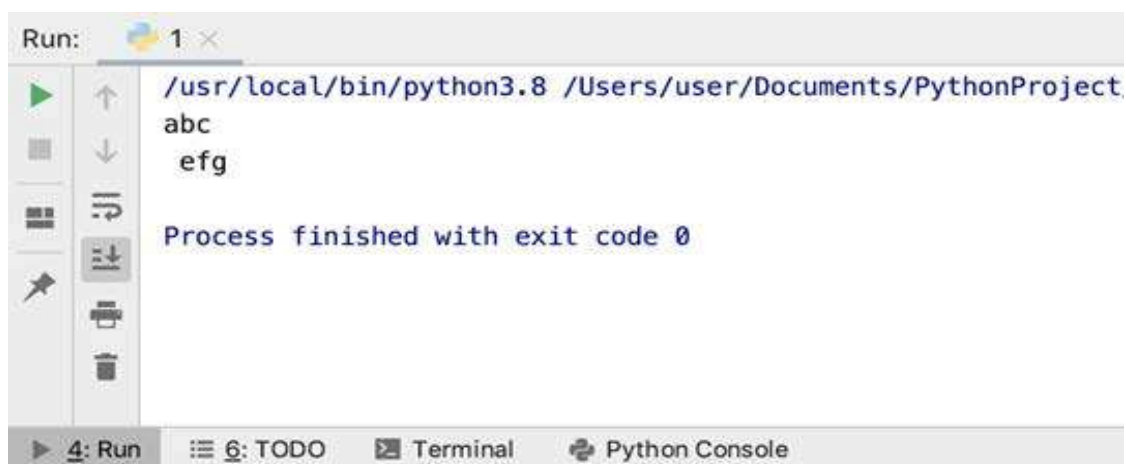 Run: 1
/usr/local/bin/python3.8 /Users/user/Documents/PythonProject/
abc
 efg
Process finished with exit code 0
4: Run 6: TODO Terminal Python Console